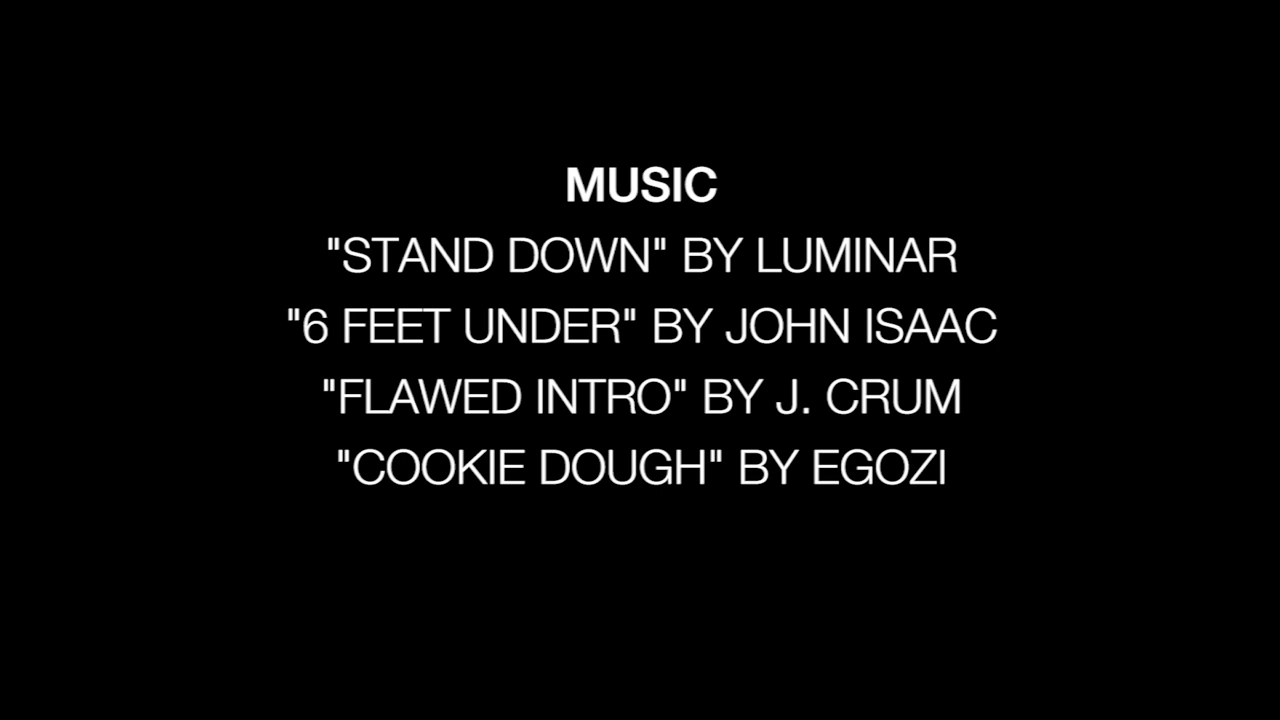 MUSIC
"STAND DOWN" BY LUMINAR
"6 FEET UNDER" BY JOHN ISAAC
"FLAWED INTRO" BY J. CRUM
"COOKIE DOUGH" BY EGOZI